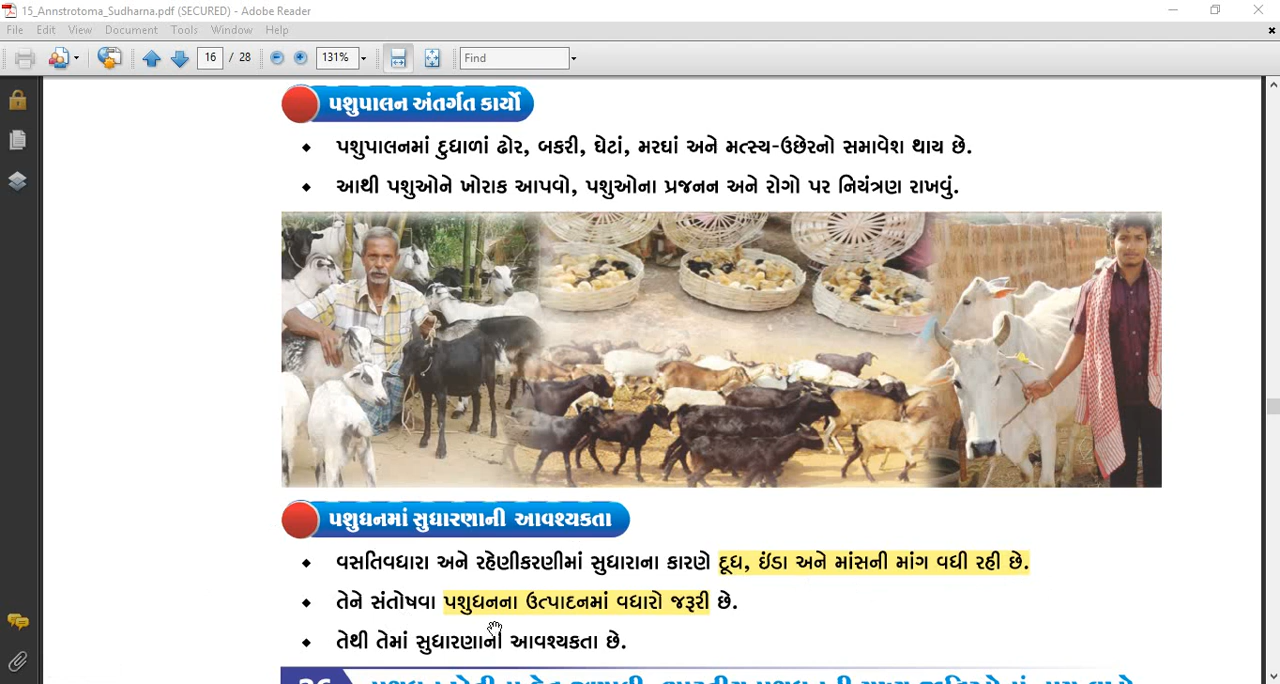 15_Annstrotoma_Sudharna.pdf (SECURED) - Adobe Reader
File Edit View Document Tools Window Help
16 / 28 131% Find
પશુપાલન અંતર્ગત કાર્યો
પશુપાલનમાં દુધાળાં ઢોર, બકરી, ઘેટાં, મરઘાં અને મત્સ્ય-ઉછેરનો સમાવેશ થાય છે.
આથી પશુઓને ખોરાક આપવો, પશુઓના પ્રજનન અને રોગો પર નિયંત્રણ રાખવું.
પશુધનમાં સુધારણાની આવશ્યકતા
વસતિવધારા અને રહેણીકરણીમાં સુધારાના કારણે દૂધ, ઈંડા અને માંસની માંગ વધી રહી છે.
તેને સંતોષવા પશુધનના ઉત્પાદનમાં વધારો જરૂરી છે.
તેથી તેમાં સુધારણાની આવશ્યકતા છે.